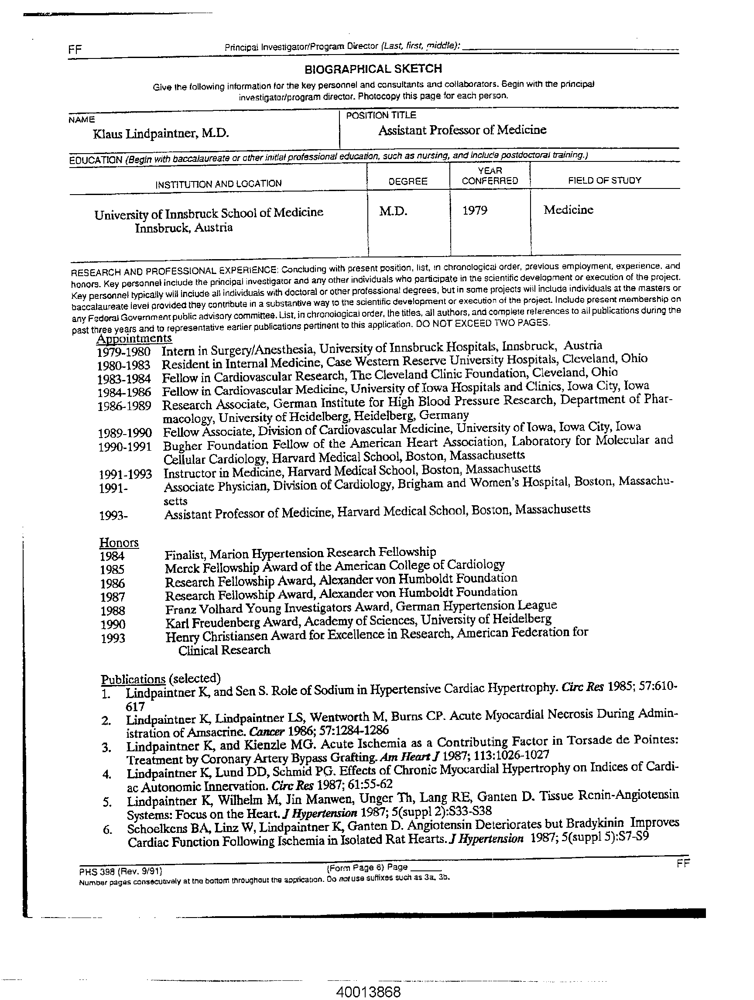 FF
Principal Investigator/Program Director (Last, first, middle):
BIOGRAPHICAL SKETCH
Give the following information for the key personnel and consultants and collaborators. Begin with the principal
investigator/program director. Photocopy this page for each person.
NAME
POSITION TITLE
Klaus Lindpaintner, M.D.
Assistant Professor of Medicine
EDUCATION (Begin with baccalaureate or other initial professional education, such as nursing, and include postdoctoral training.)
INSTITUTION AND LOCATION
DEGREE
YEAR
CONFERRED
FIELD OF STUDY
University of Innsbruck School of Medicine
Innsbruck, Austria
M.D.
1979
Medicine
RESEARCH AND PROFESSIONAL EXPERIENCE: Concluding with present position, list, in chronological order, previous employment, experience, and
honors. Key personnel include the principal investigator and any other individuals who participate in the scientific development or execution of the project.
Key personnel typically will include all individuals with doctoral or other professional degrees, but in some projects will include individuals at the masters or
baccalaureate level provided they contribute in a substantive way to the scientific development or execution of the project. Include present membership on
any Federal Government public advisory committee. List, in chronological order, the titles, all authors, and complete references to all publications during the
past three years and to representative earlier publications pertinent to this application. DO NOT EXCEED TWO PAGES.
Appointments
1979-1980 Intern in Surgery/Anesthesia, University of Innsbruck Hospitals, Innsbruck, Austria
1980-1983 Resident in Internal Medicine, Case Western Reserve University Hospitals, Cleveland, Ohio
1983-1984 Fellow in Cardiovascular Research, The Cleveland Clinic Foundation, Cleveland, Ohio
1984-1986 Fellow in Cardiovascular Medicine, University of Iowa Hospitals and Clinics, Iowa City, Iowa
1986-1989 Research Associate, German Institute for High Blood Pressure Research, Department of Phar-
macology, University of Heidelberg, Heidelberg, Germany
1989-1990 Fellow Associate, Division of Cardiovascular Medicine, University of Iowa, Iowa City, Iowa
1990-1991 Bugher Foundation Fellow of the American Heart Association, Laboratory for Molecular and
Cellular Cardiology, Harvard Medical School, Boston, Massachusetts
1991-1993 Instructor in Medicine, Harvard Medical School, Boston, Massachusetts
1991- Associate Physician, Division of Cardiology, Brigham and Women's Hospital, Boston, Massachu-
setts
1993- Assistant Professor of Medicine, Harvard Medical School, Boston, Massachusetts
Honors
1984 Finalist, Marion Hypertension Research Fellowship
1985 Merck Fellowship Award of the American College of Cardiology
1986 Research Fellowship Award, Alexander von Humboldt Foundation
1987 Research Fellowship Award, Alexander von Humboldt Foundation
1988 Franz Volhard Young Investigators Award, German Hypertension League
1990 Karl Freudenberg Award, Academy of Sciences, University of Heidelberg
1993 Henry Christiansen Award for Excellence in Research, American Federation for
Clinical Research
Publications (selected)
1. Lindpaintner K, and Sen S. Role of Sodium in Hypertensive Cardiac Hypertrophy. Circ Res 1985; 57:610-
617
2. Lindpaintner K, Lindpaintner LS, Wentworth M, Burns CP. Acute Myocardial Necrosis During Admin-
istration of Amsacrine. Cancer 1986; 57:1284-1286
3. Lindpaintner K, and Kienzle MG. Acute Ischemia as a Contributing Factor in Torsade de Pointes:
Treatment by Coronary Artery Bypass Grafting. Am Heart J 1987; 113:1026-1027
4. Lindpaintner K, Lund DD, Schmid PG. Effects of Chronic Myocardial Hypertrophy on Indices of Cardi-
ac Autonomic Innervation. Circ Res 1987; 61:55-62
5. Lindpaintner K, Wilhelm M, Jin Manwen, Unger Th, Lang RE, Ganten D. Tissue Renin-Angiotensin
Systems: Focus on the Heart. J Hypertension 1987; 5(suppl 2):S33-S38
6. Schoelkens BA, Linz W, Lindpaintner K, Ganten D. Angiotensin Deteriorates but Bradykinin Improves
Cardiac Function Following Ischemia in Isolated Rat Hearts. J Hypertension 1987; 5(suppl 5):S7-S9
PHS 398 (Rev. 9/91)
(Form Page 6) Page
FF
Number pages consecutively at the bottom throughout the application. Do not use suffixes such as 3a, 3b.
40013868